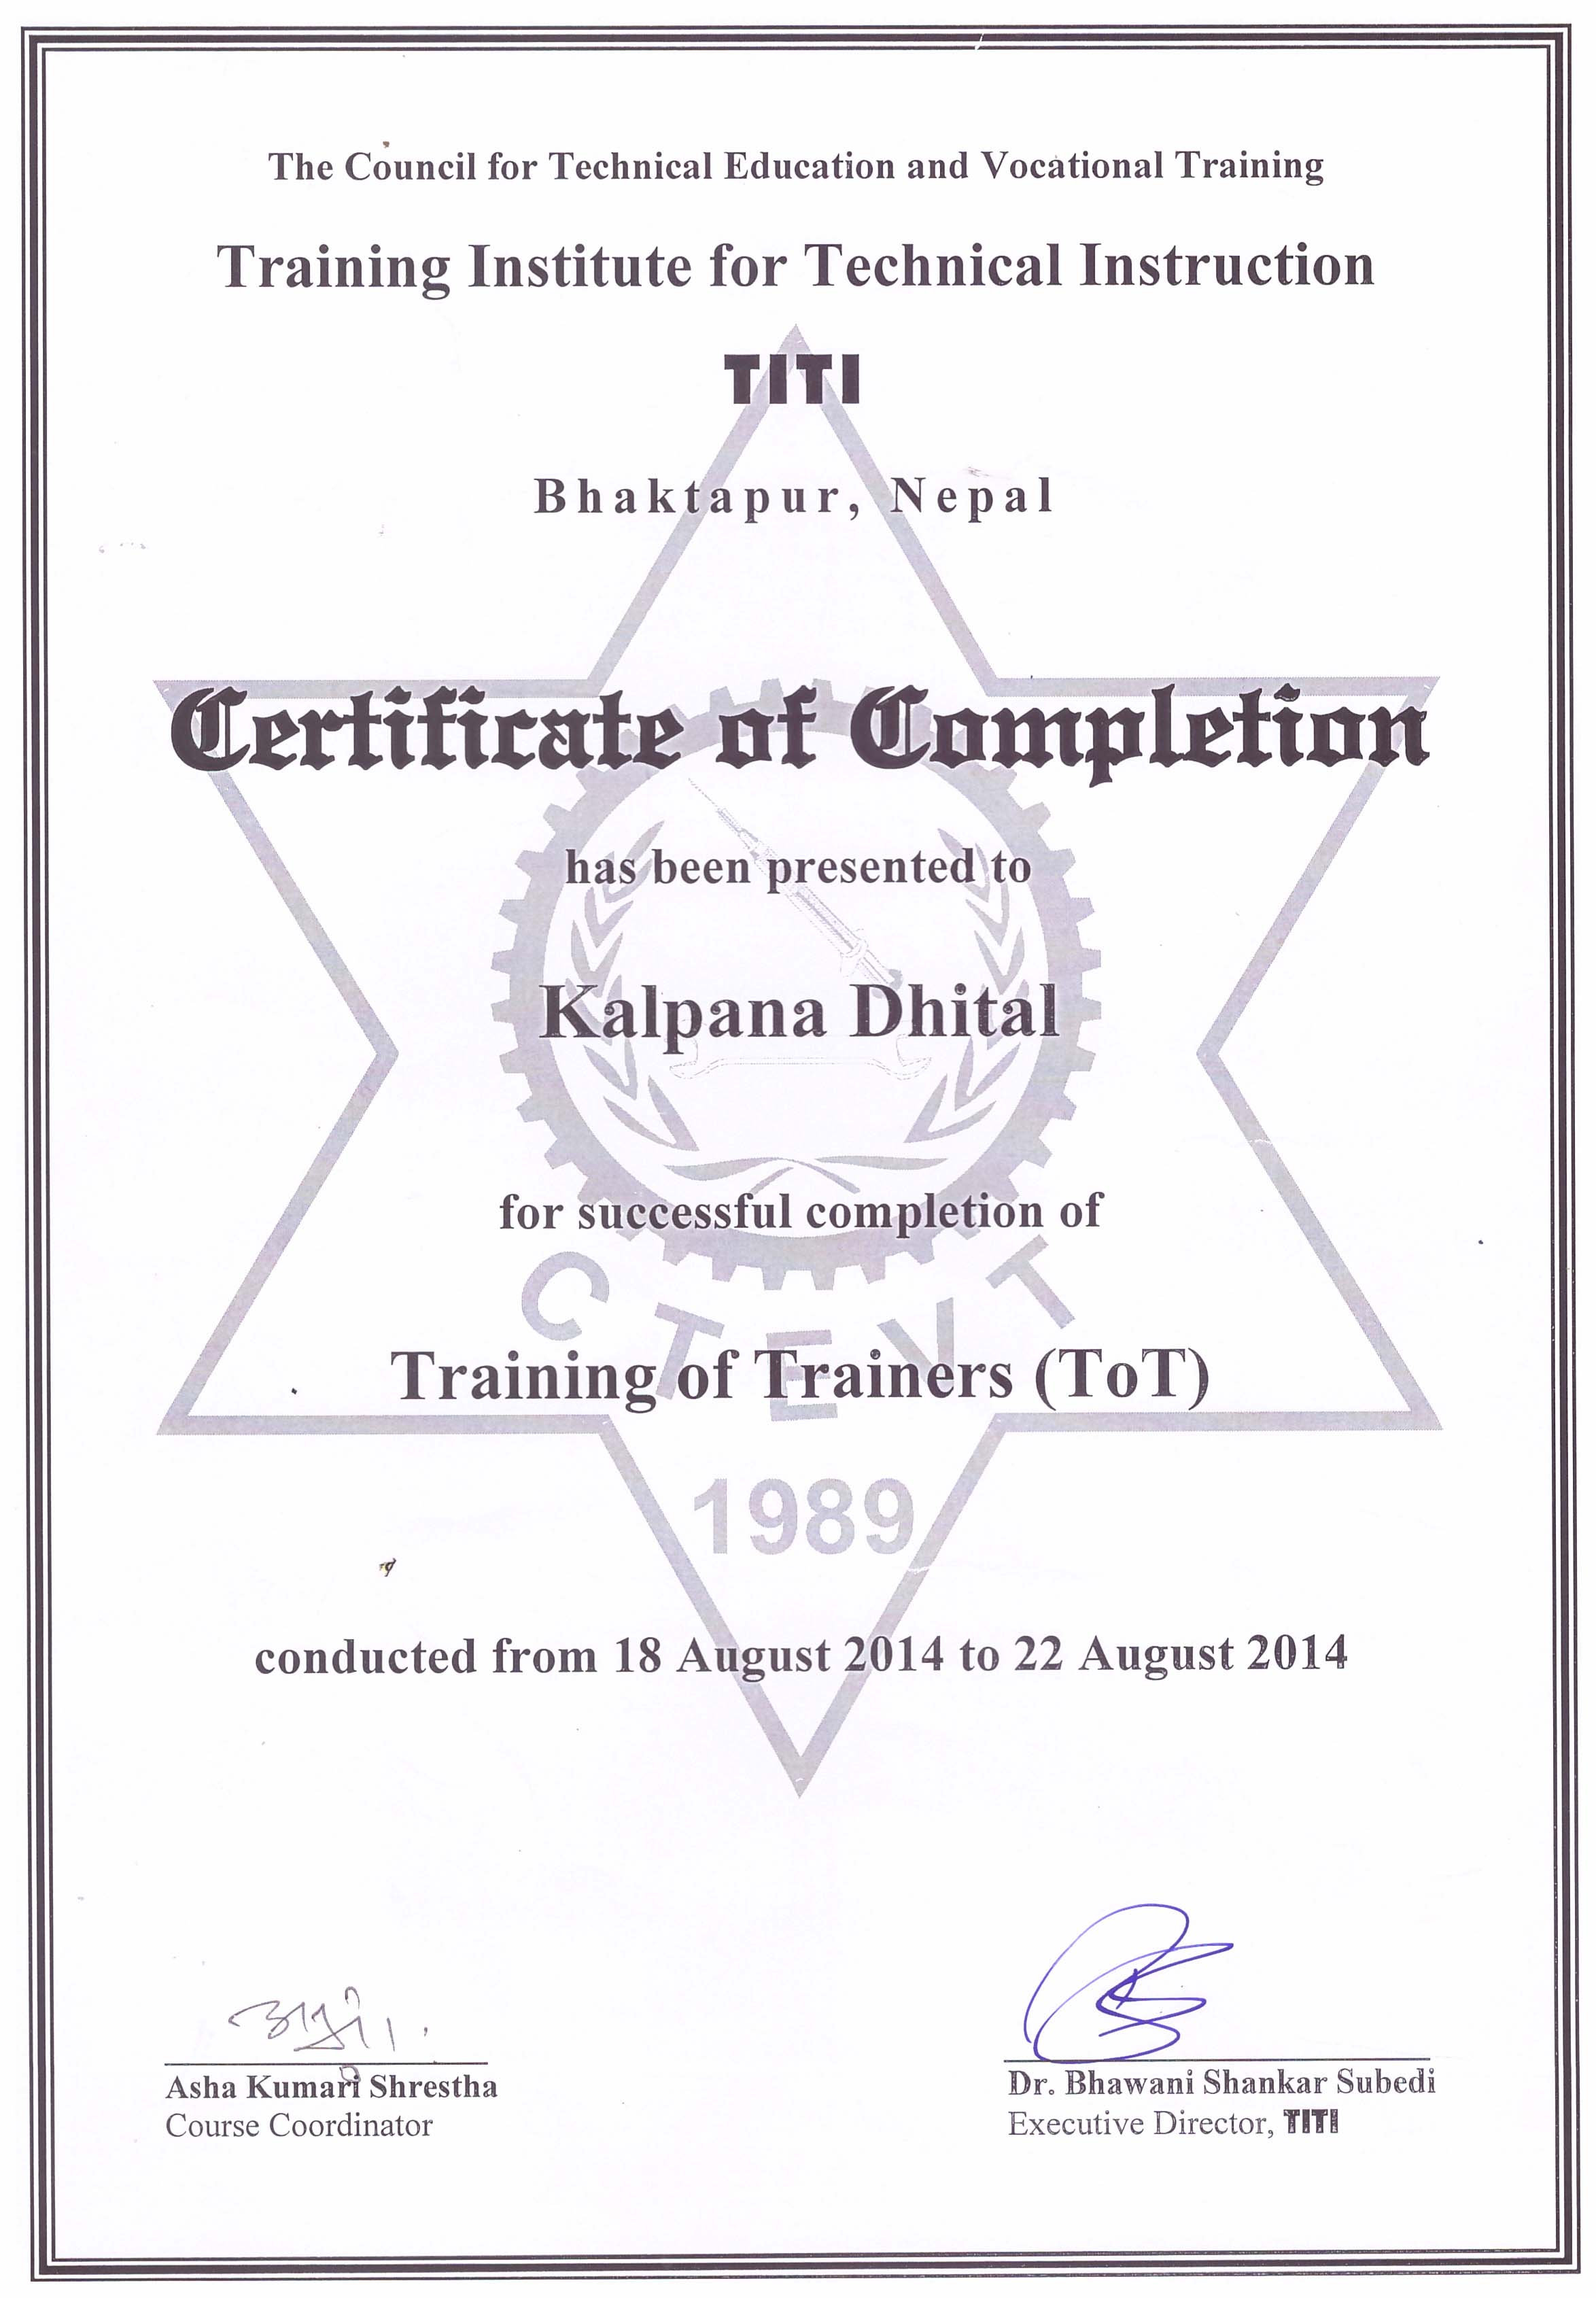 The Council for Technical Education and Vocational Training
Training Institute for Technical Instruction
TITI
Bhaktapur, Nepal
Certificate of Completion
has been presented to
Kalpana Dhital
for successful completion of
CTEVT
Training of Trainers (ToT)
1989
conducted from 18 August 2014 to 22 August 2014
Asha Kumari Shrestha
Course Coordinator
Dr. Bhawani Shankar Subedi
Executive Director, TITI